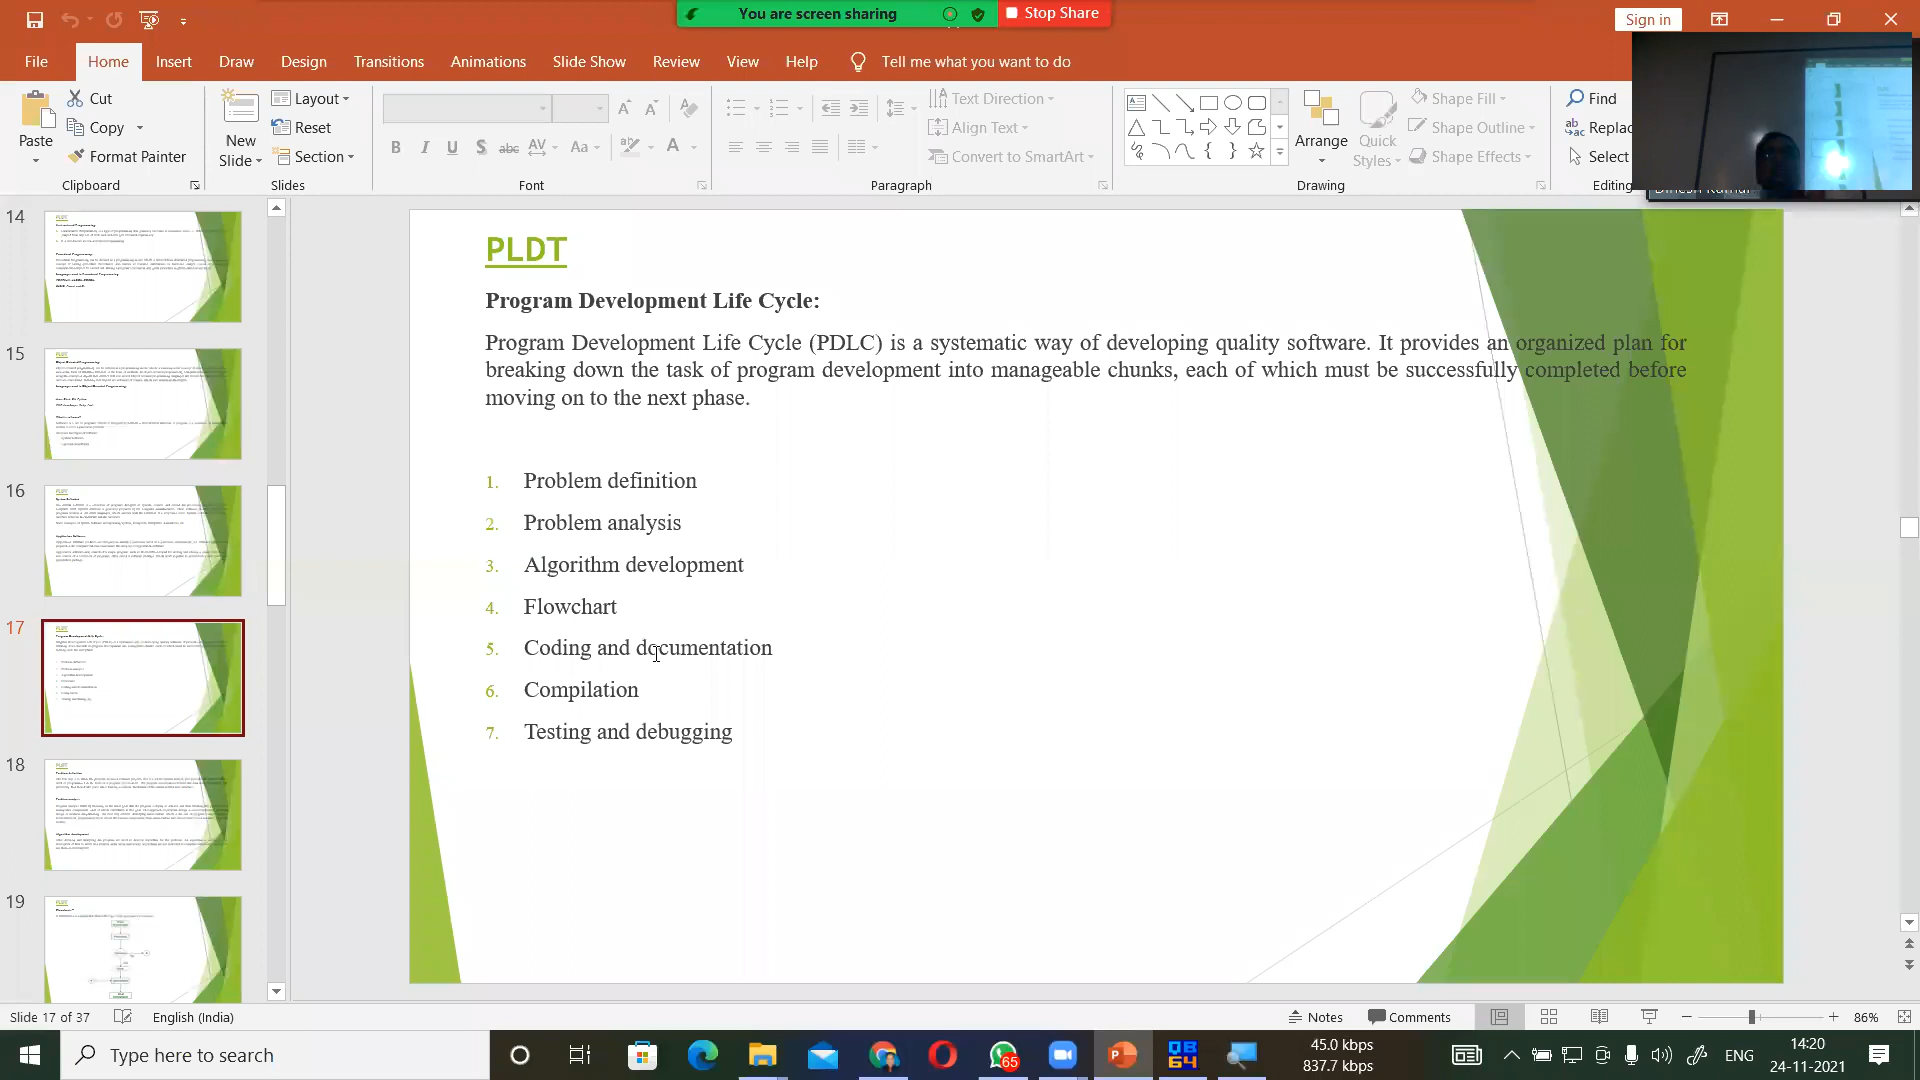 You are screen sharing
Stop Share
Sign in
File Home Insert Draw Design Transitions Animations Slide Show Review View Help Tell me what you want to do
Paste
Cut
Copy
Format Painter
Clipboard
New
Slide
Layout
Reset
Section
Slides
Font
Text Direction
Align Text
Convert to SmartArt
Paragraph
Arrange
Quick
Styles
Shape Fill
Shape Outline
Shape Effects
Drawing
Find
Replac
Select
Editing
14
15
16
17
18
19
PLDT
Program Development Life Cycle:
Program Development Life Cycle (PDLC) is a systematic way of developing quality software. It provides an organized plan for
breaking down the task of program development into manageable chunks, each of which must be successfully completed before
moving on to the next phase.
1. Problem definition
2. Problem analysis
3. Algorithm development
4. Flowchart
5. Coding and documentation
6. Compilation
7. Testing and debugging
Slide 17 of 37 English (India) Notes Comments 86%
Type here to search
65
QB
64
45.0 kbps
837.7 kbps
ENG
14:20
24-11-2021